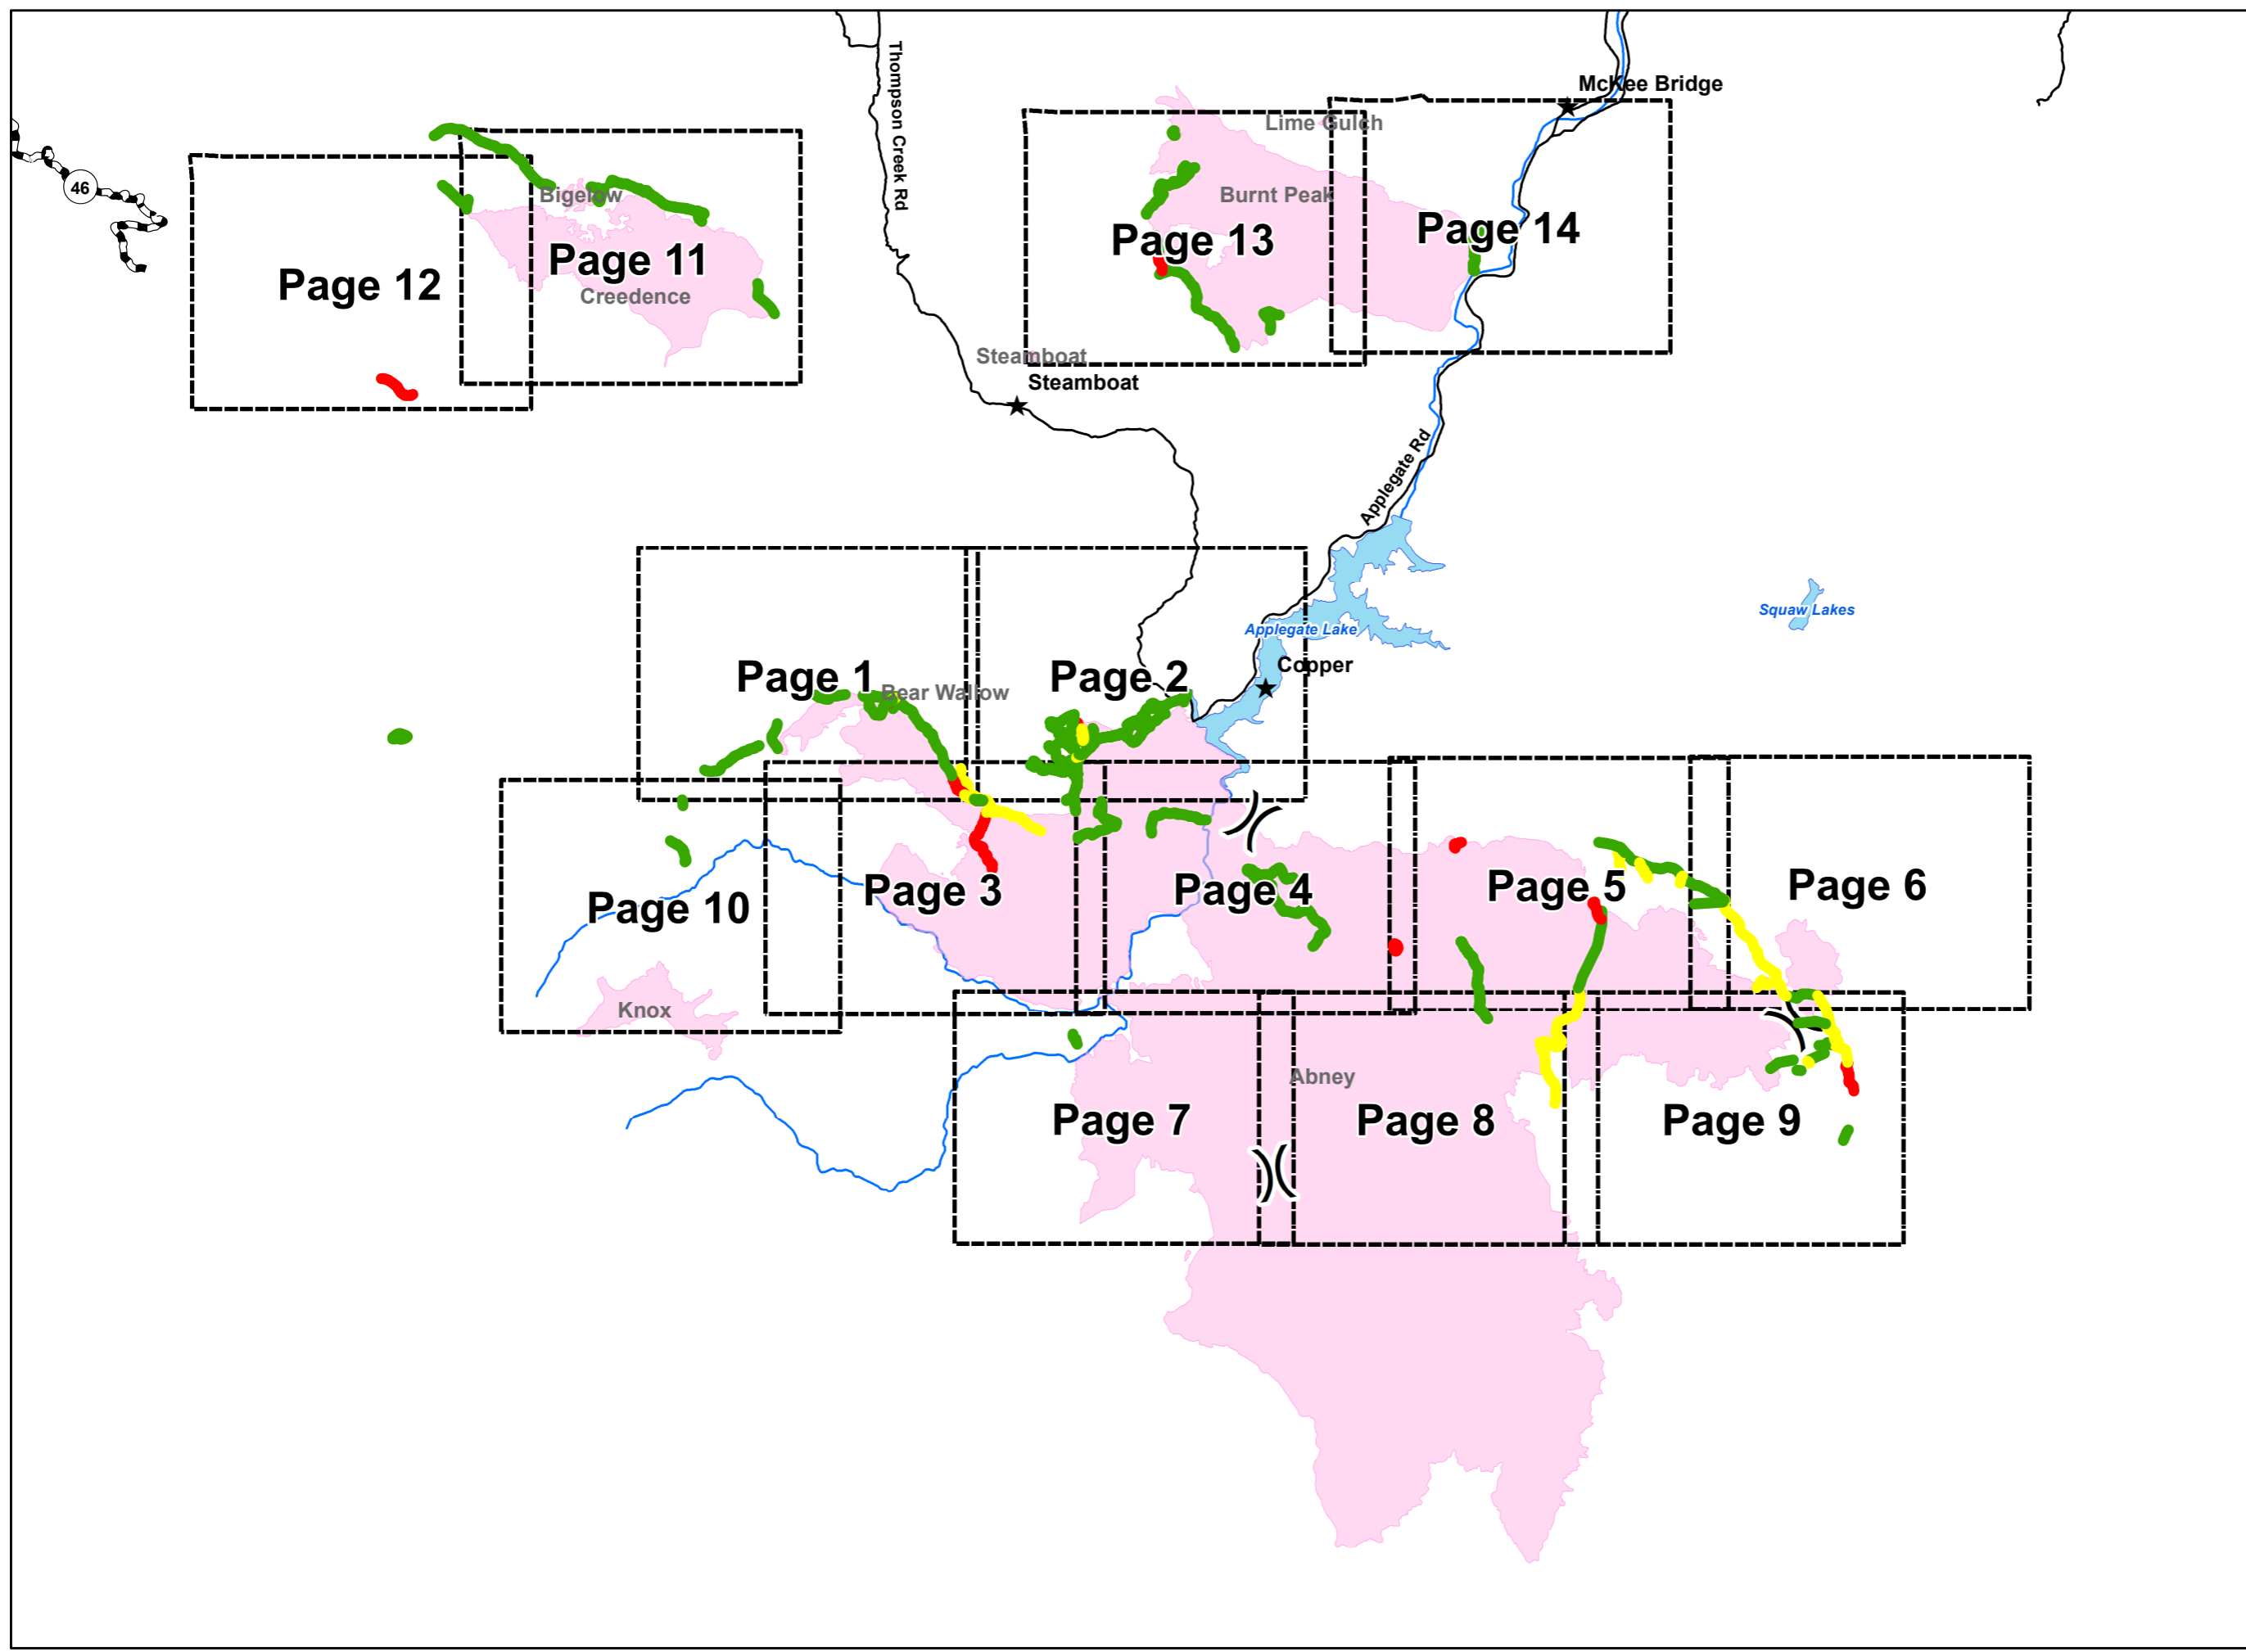 McKee Bridge
Thompson Creek Rd
Lime Gulch
46
Bigelow
Burnt Peak
Page 14
Page 13
Page 11
Page 12
Creedence
Steamboat
Steamboat
Applegate Rd
Squaw Lakes
Applegate Lake
Copper
Page 1
Page 2
Bear Wallow
Page 3
Page 4
Page 5
Page 6
Page 10
Knox
Abney
Page 7
Page 8
Page 9